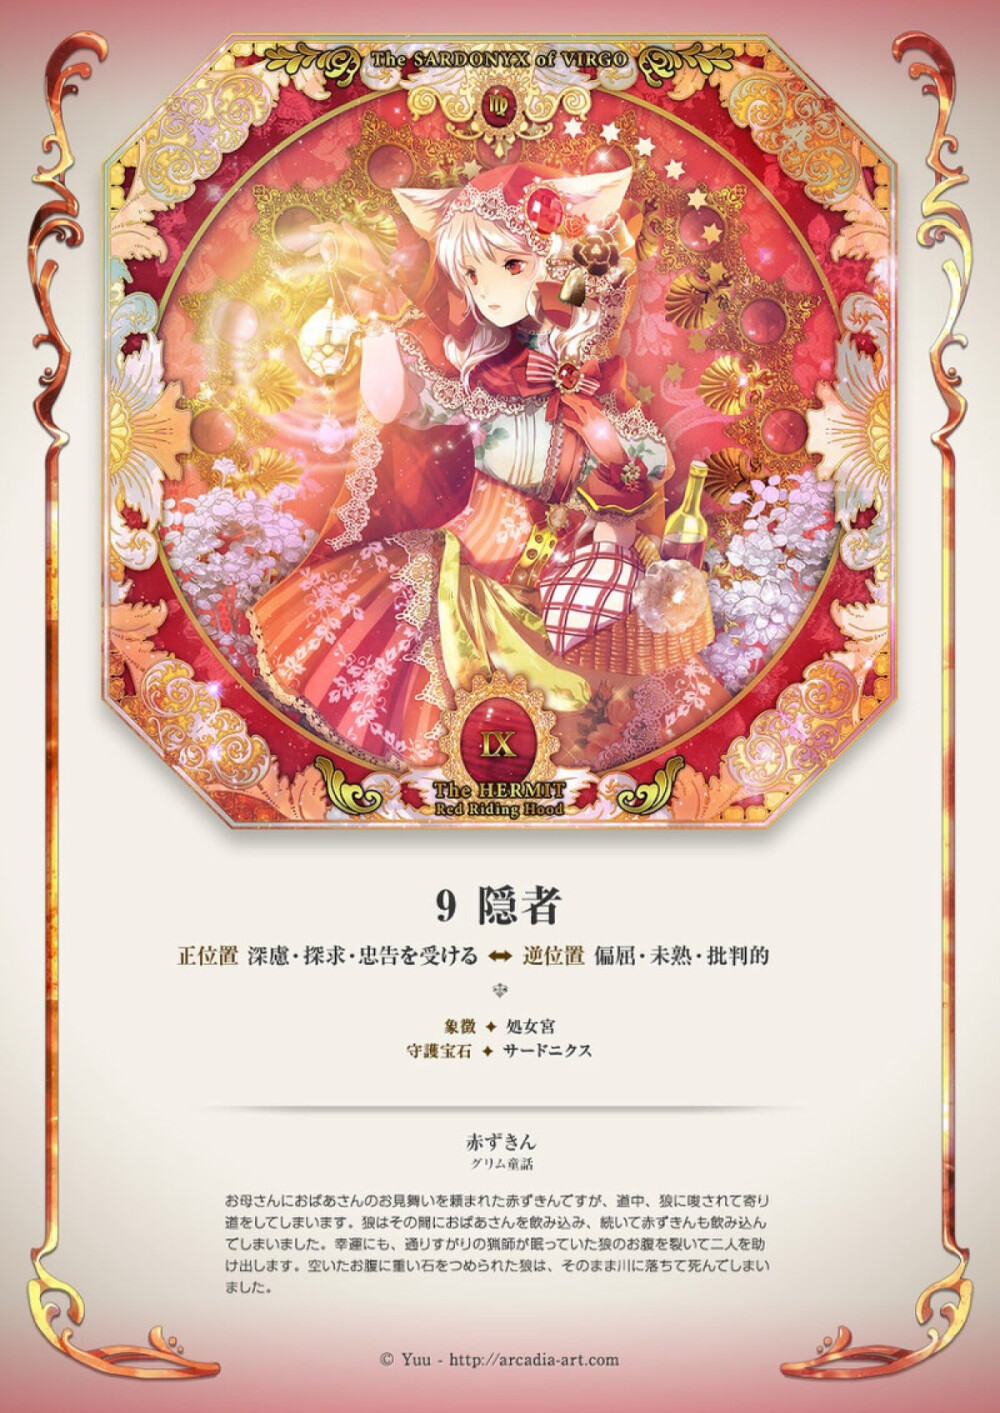 The SARDONYX of VIRGO
♍
IX
The HERMIT
Red Riding Hood
9 隠者
正位置 深慮・探求・忠告を受ける ⬌ 逆位置 偏屈・未熟・批判的
象徴 ✦ 処女宮
守護宝石 ✦ サードニクス
赤ずきん
グリム童話
お母さんにおばあさんのお見舞いを頼まれた赤ずきんですが、道中、狼に唆されて寄り
道をしてしまいます。狼はその間におばあさんを飲み込み、続いて赤ずきんも飲み込ん
でしまいました。幸運にも、通りすがりの猟師が眠っていた狼のお腹を裂いて二人を助
け出します。空いたお腹に重い石をつめられた狼は、そのまま川に落ちて死んでしまい
ました。
© Yuu - http://arcadia-art.com